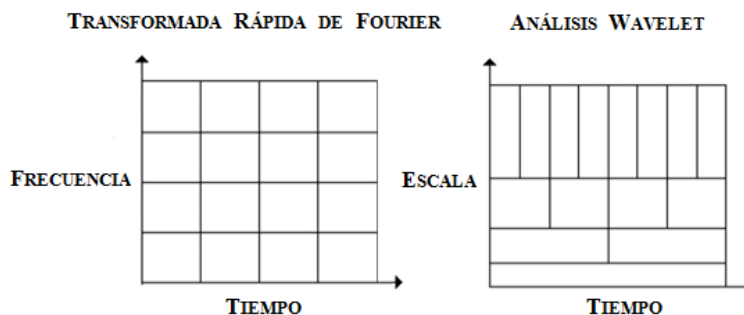 TRANSFORMADA RÁPIDA DE FOURIER
ANÁLISIS WAVELET
FRECUENCIA
ESCALA
TIEMPO
TIEMPO